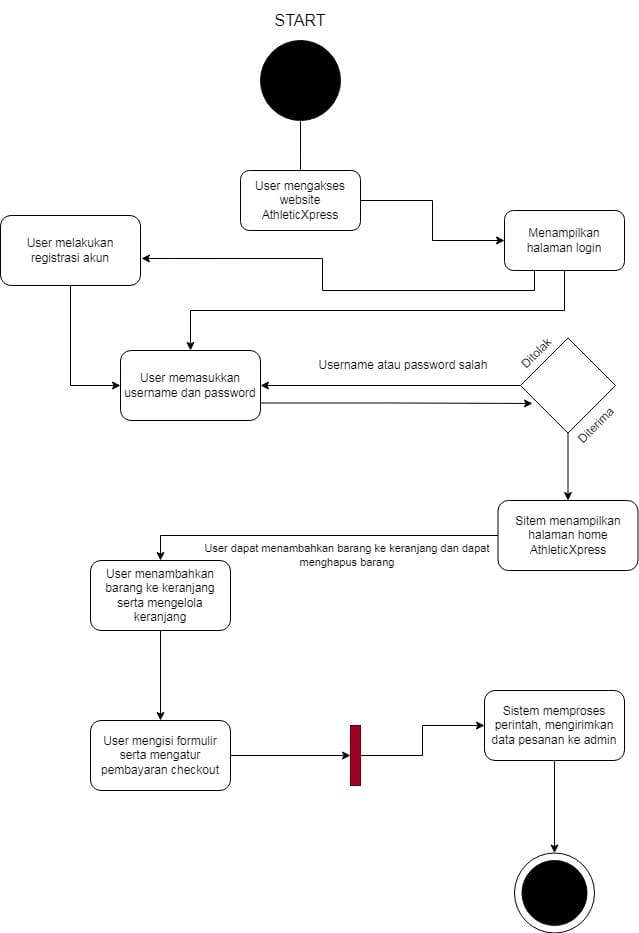 START
User mengakses
website
AthleticXpress
Menampilkan
halaman login
User melakukan
registrasi akun
User memasukkan
username dan password
Username atau password salah
Ditolak
Diterima
Sitem menampilkan
halaman home
AthleticXpress
User dapat menambahkan barang ke keranjang dan dapat
menghapus barang
User menambahkan
barang ke keranjang
serta mengelola
keranjang
User mengisi formulir
serta mengatur
pembayaran checkout
Sistem memproses
perintah, mengirimkan
data pesanan ke admin